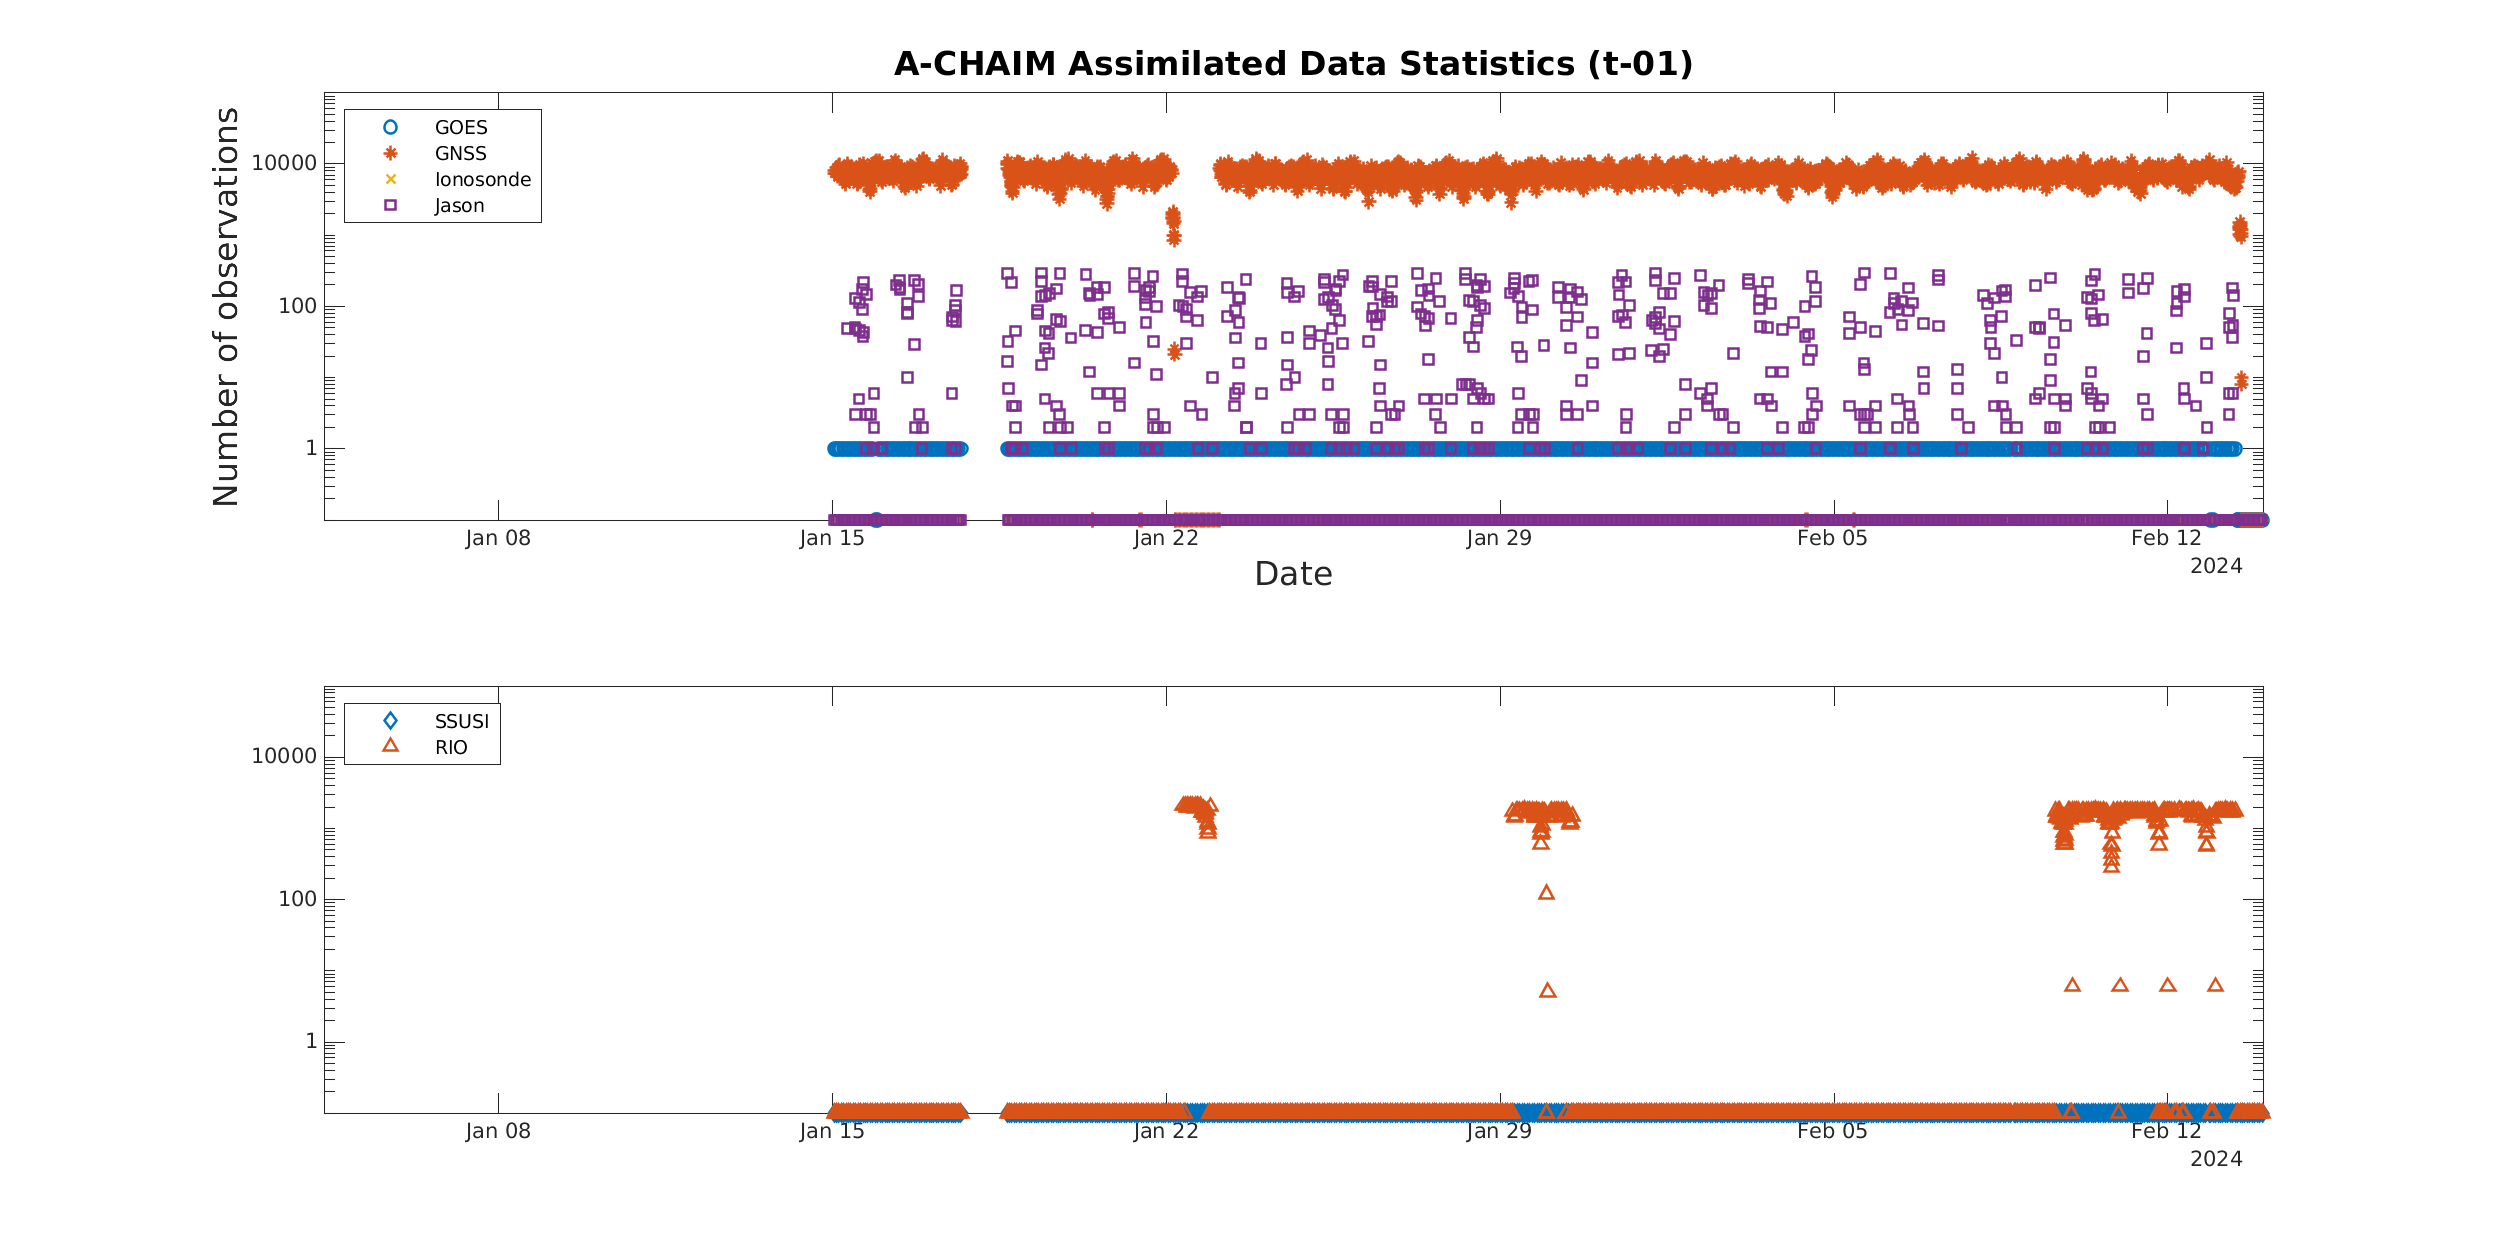 A-CHAIM Assimilated Data Statistics (t-01)
Number of observations
10000
100
1
GOES
GNSS
Ionosonde
Jason
Jan 08
Jan 15
Jan 22
Jan 29
Feb 05
Feb 12
2024
Date
10000
100
1
SSUSI
RIO
Jan 08
Jan 15
Jan 22
Jan 29
Feb 05
Feb 12
2024